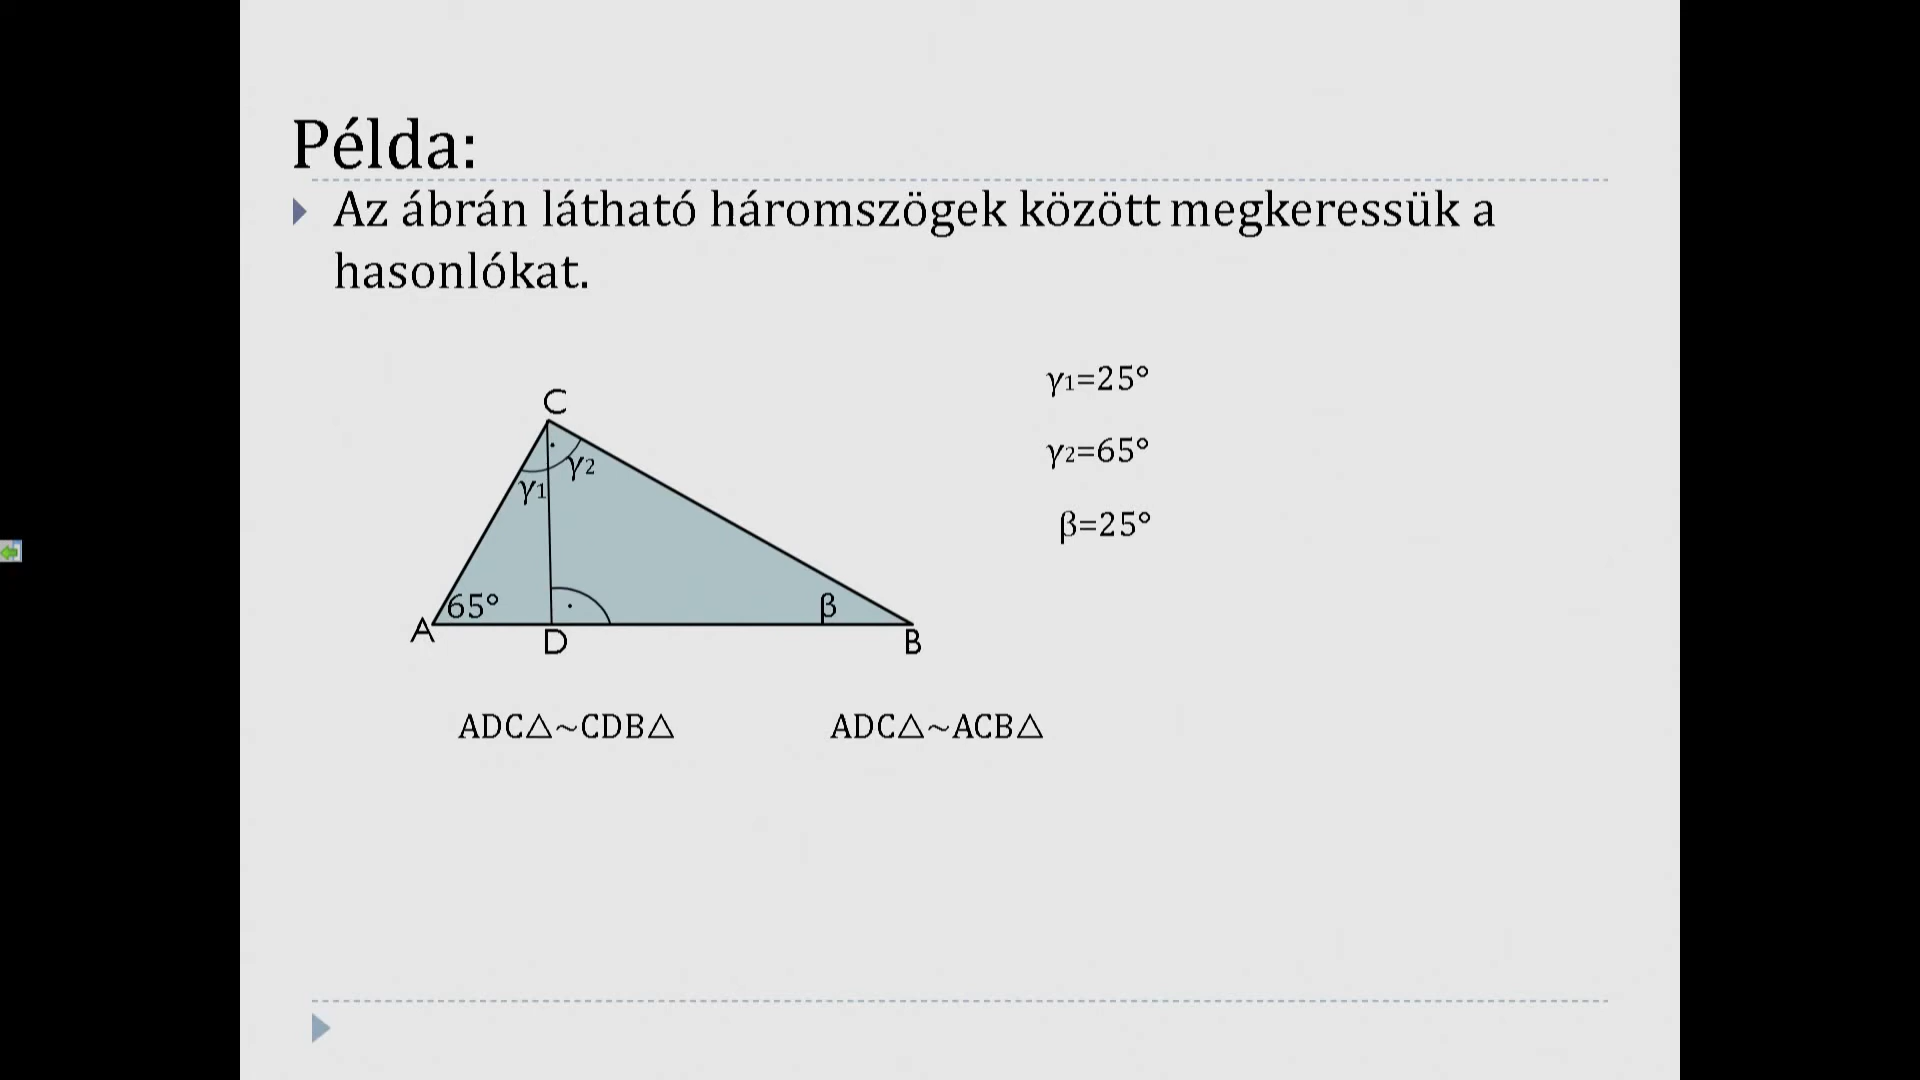 Példa:
Az ábrán látható háromszögek között megkeressük a
hasonlókat.
γ1=25°
C
γ2=65°
γ2
γ1
β=25°
65°
β
A
D
B
ADC△~CDB△
ADC△~ACB△